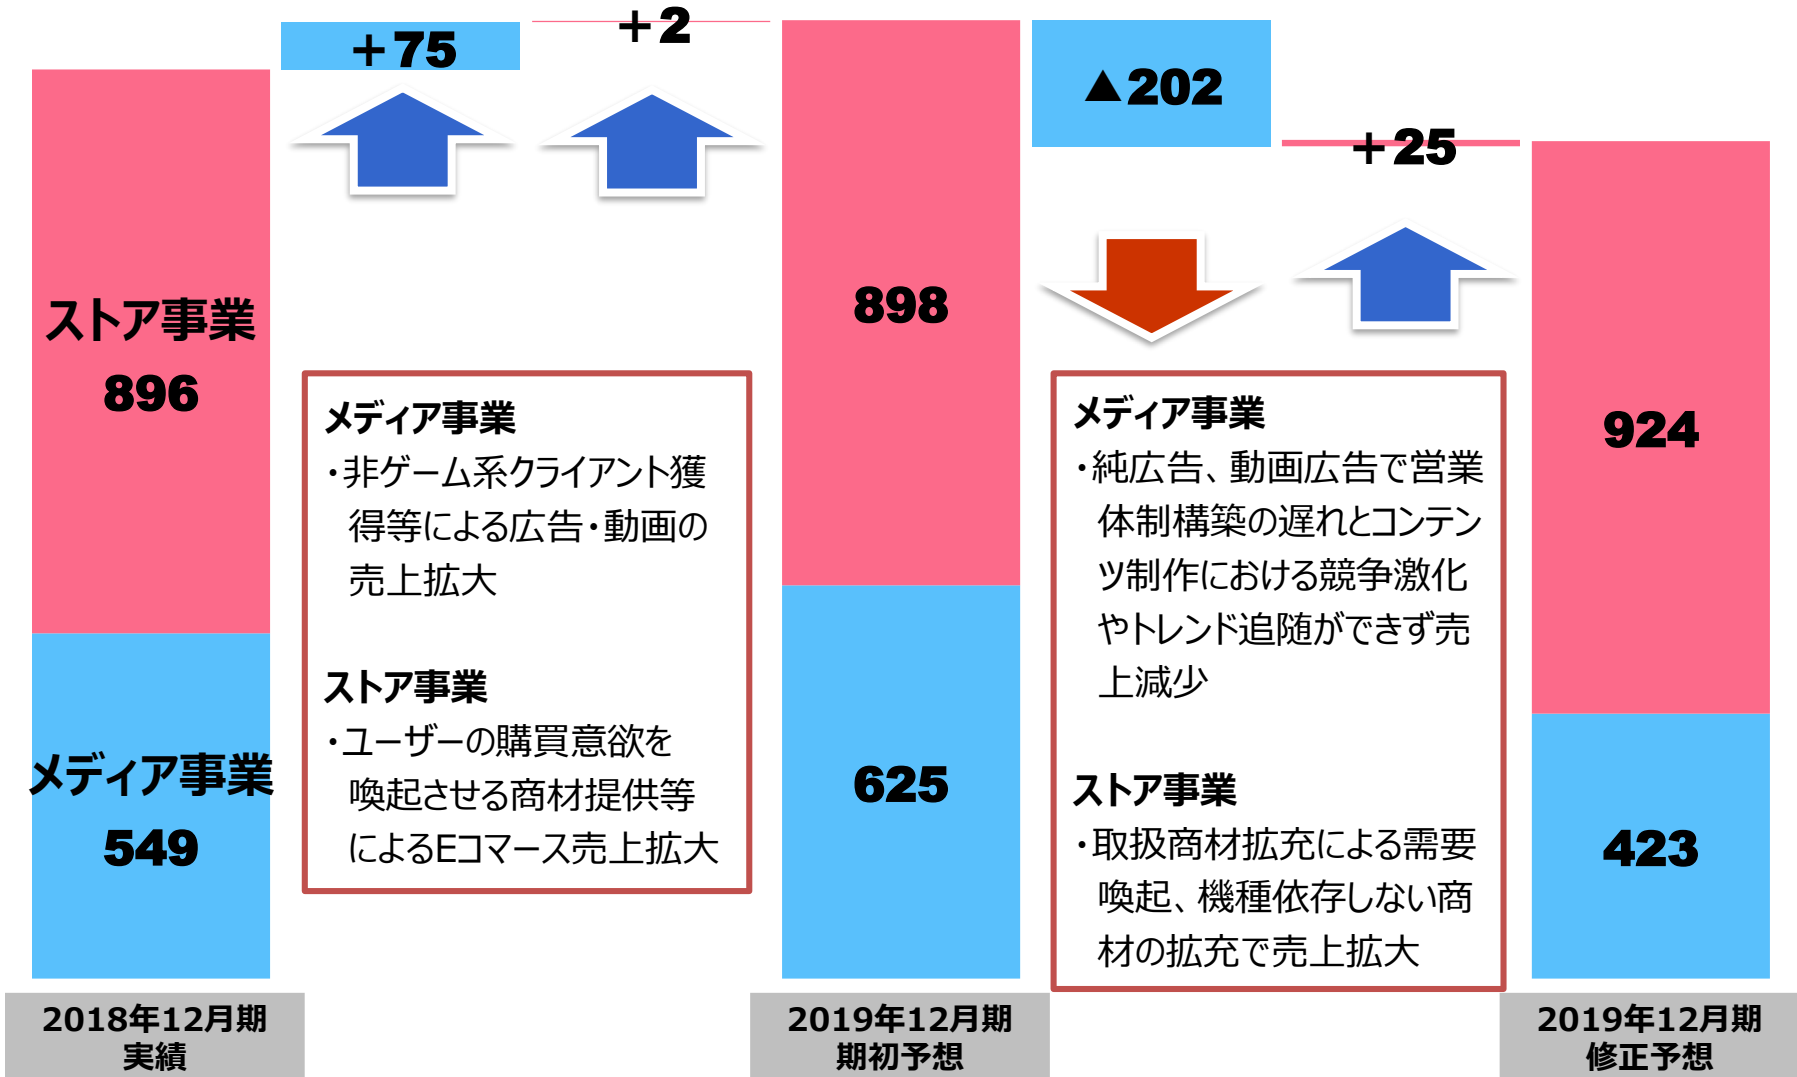 ＋75
＋2
▲202
＋25
ストア事業
896
メディア事業
549
898
625
924
423
メディア事業
・非ゲーム系クライアント獲
得等による広告・動画の
売上拡大
ストア事業
・ユーザーの購買意欲を
喚起させる商材提供等
によるEコマース売上拡大
メディア事業
・純広告、動画広告で営業
体制構築の遅れとコンテン
ツ制作における競争激化
やトレンド追随ができず売
上減少
ストア事業
・取扱商材拡充による需要
喚起、機種依存しない商
材の拡充で売上拡大
2018年12月期
実績
2019年12月期
期初予想
2019年12月期
修正予想